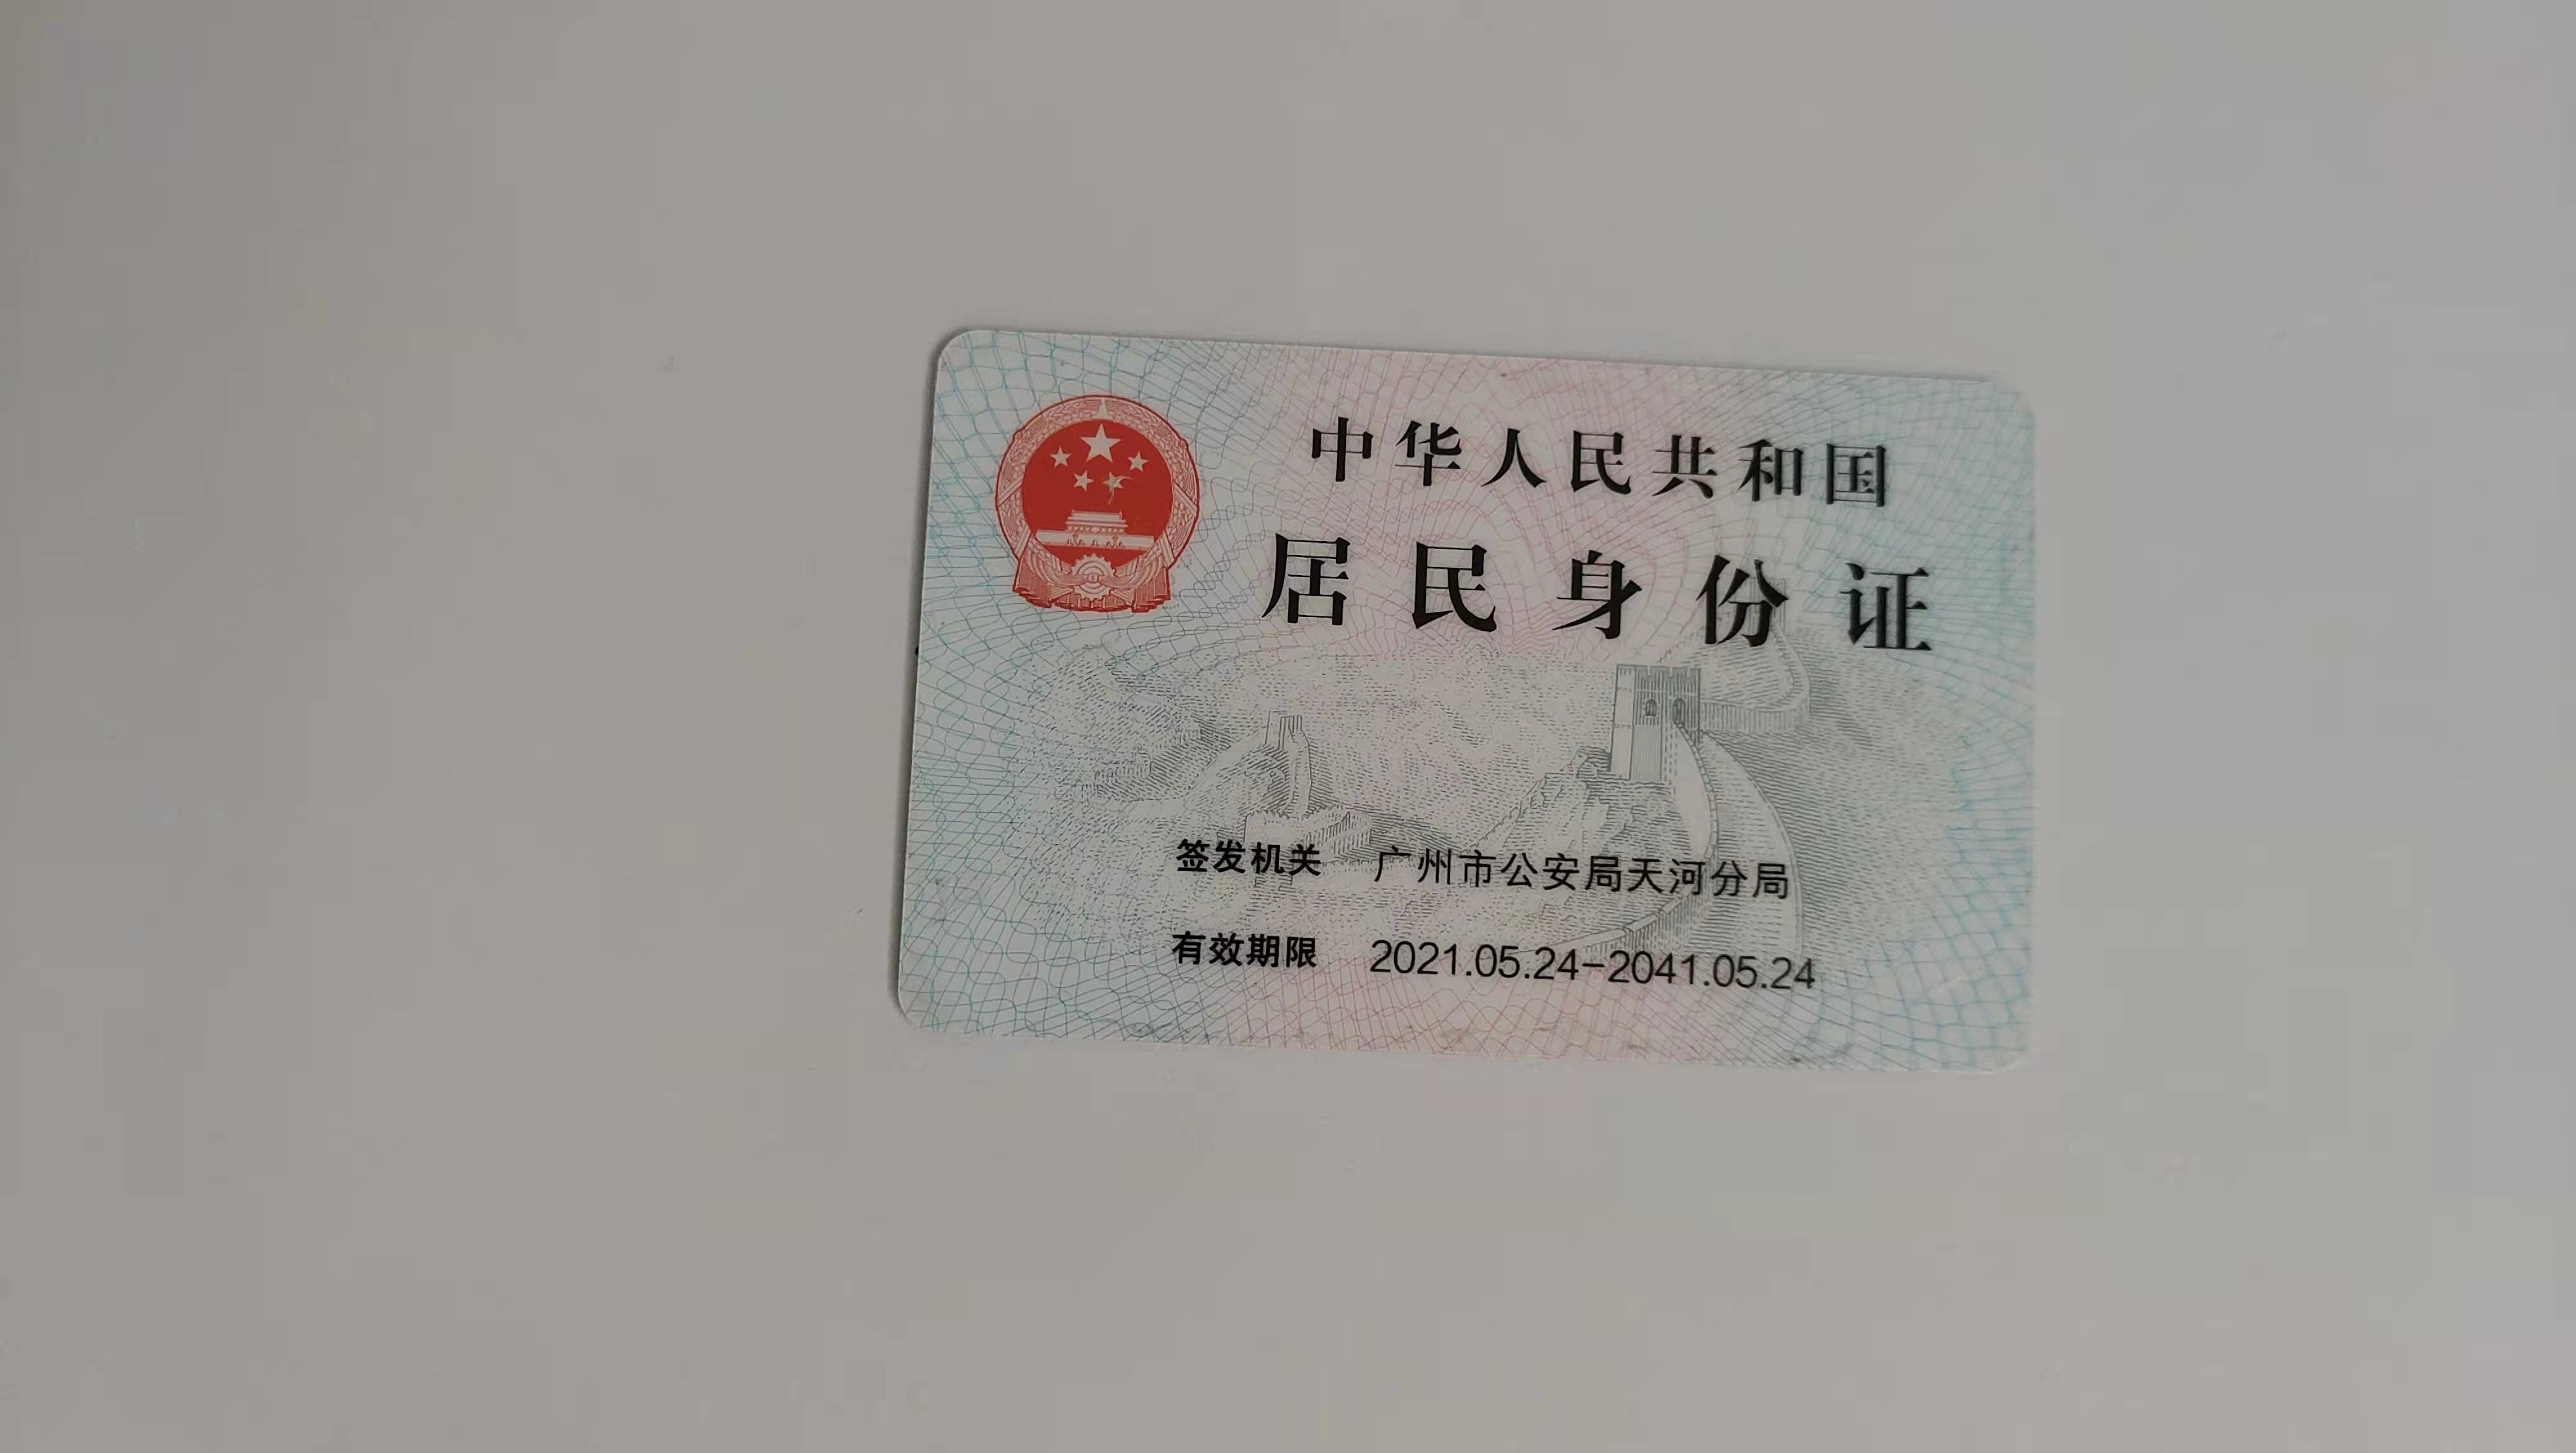 中华人民共和国
居民身份证
签发机关 广州市公安局天河分局
有效期限 2021.05.24-2041.05.24